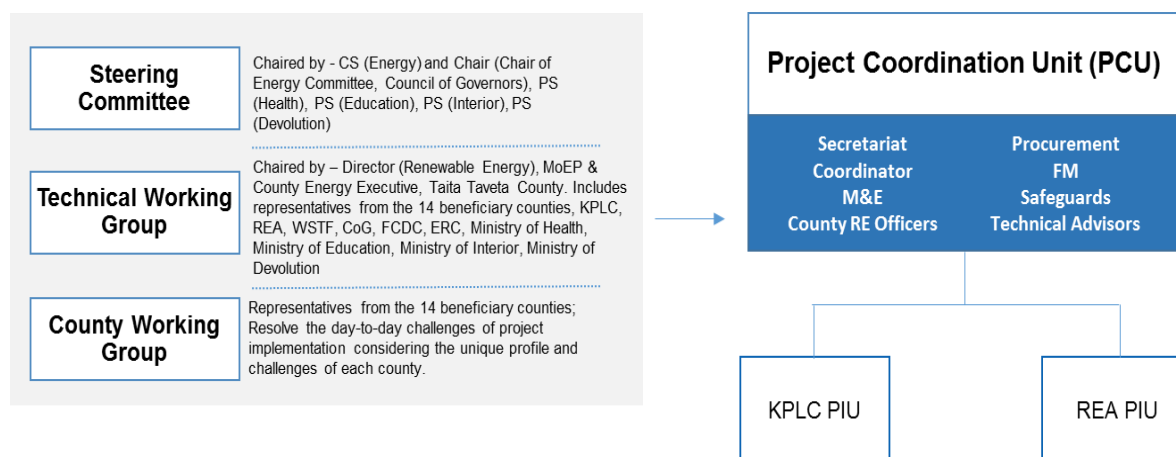 Steering
Committee
Chaired by - CS (Energy) and Chair (Chair of
Energy Committee, Council of Governors), PS
(Health), PS (Education), PS (Interior), PS
(Devolution)
Technical Working
Group
Chaired by – Director (Renewable Energy), MoEP &
County Energy Executive, Taita Taveta County. Includes
representatives from the 14 beneficiary counties, KPLC,
REA, WSTF, CoG, FCDC, ERC, Ministry of Health,
Ministry of Education, Ministry of Interior, Ministry of
Devolution
County Working
Group
Representatives from the 14 beneficiary counties;
Resolve the day-to-day challenges of project
implementation considering the unique profile and
challenges of each county.
Project Coordination Unit (PCU)
Secretariat
Coordinator
M&E
County RE Officers
Procurement
FM
Safeguards
Technical Advisors
KPLC PIU
REA PIU